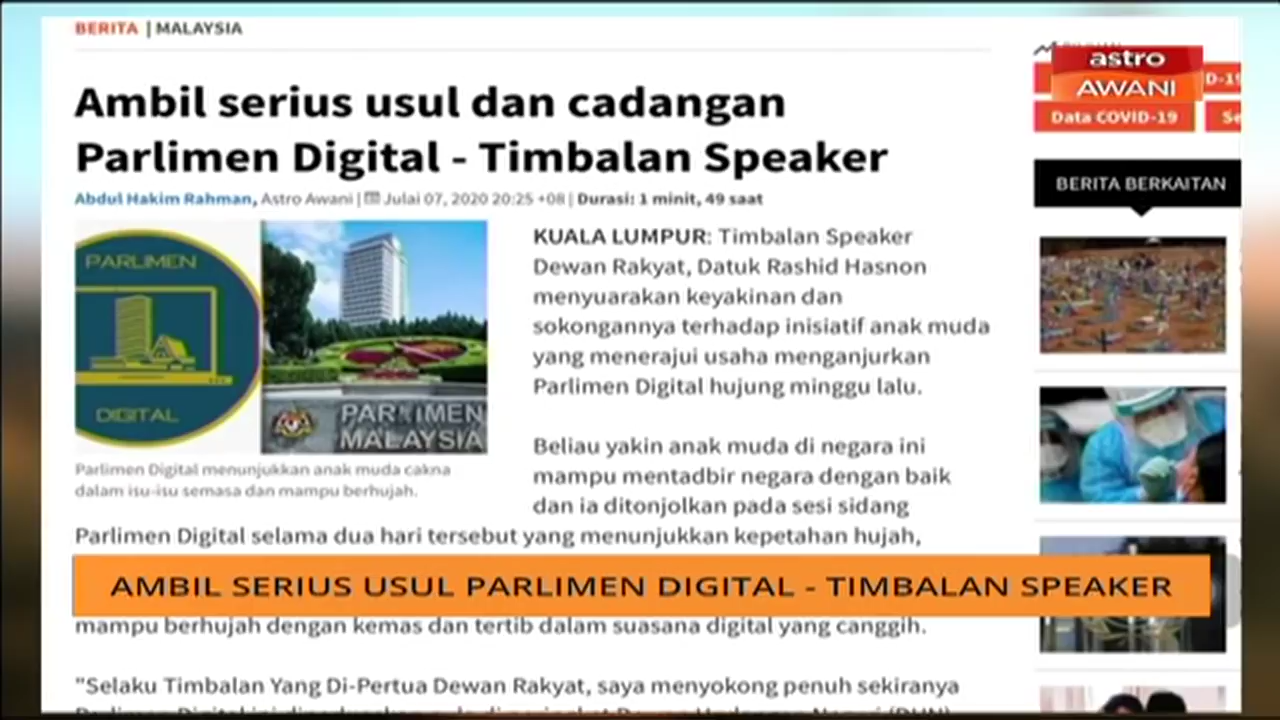 BERITA | MALAYSIA
Ambil serius usul dan cadangan
Parlimen Digital - Timbalan Speaker
Abdul Hakim Rahman, Astro Awani | Julai 07, 2020 20:25 +08 | Durasi: 1 minit, 49 saat
PARLIMEN
DIGITAL
PARLIMEN
MALAYSIA
Parlimen Digital menunjukkan anak muda cakna
dalam isu-isu semasa dan mampu berhujah.
KUALA LUMPUR: Timbalan Speaker
Dewan Rakyat, Datuk Rashid Hasnon
menyuarakan keyakinan dan
sokongannya terhadap inisiatif anak muda
yang menerajui usaha menganjurkan
Parlimen Digital hujung minggu lalu.
Beliau yakin anak muda di negara ini
mampu mentadbir negara dengan baik
dan ia ditonjolkan pada sesi sidang
Parlimen Digital selama dua hari tersebut yang menunjukkan kepetahan hujah,
AMBIL SERIUS USUL PARLIMEN DIGITAL - TIMBALAN SPEAKER
mampu berhujah dengan kemas dan tertib dalam suasana digital yang canggih.
"Selaku Timbalan Yang Di-Pertua Dewan Rakyat, saya menyokong penuh sekiranya
astro
AWANI
D-19
Data COVID-19
Se
BERITA BERKAITAN